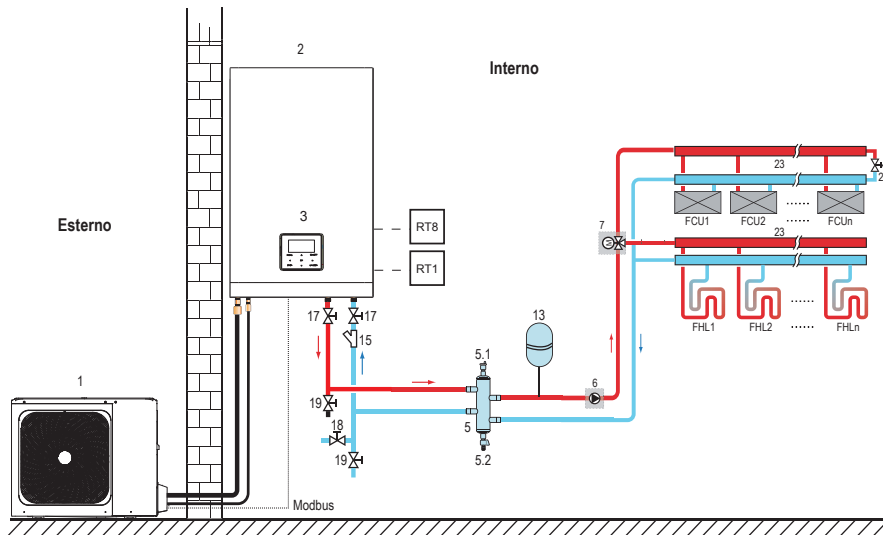 2
Interno
Esterno
3
RT8
RT1
23
2
FCU1 FCU2 ...... FCUn
7
23
FHL1 FHL2 ...... FHLn
17 17
15
13
5.1
6
19
18
5
19
5.2
1
Modbus